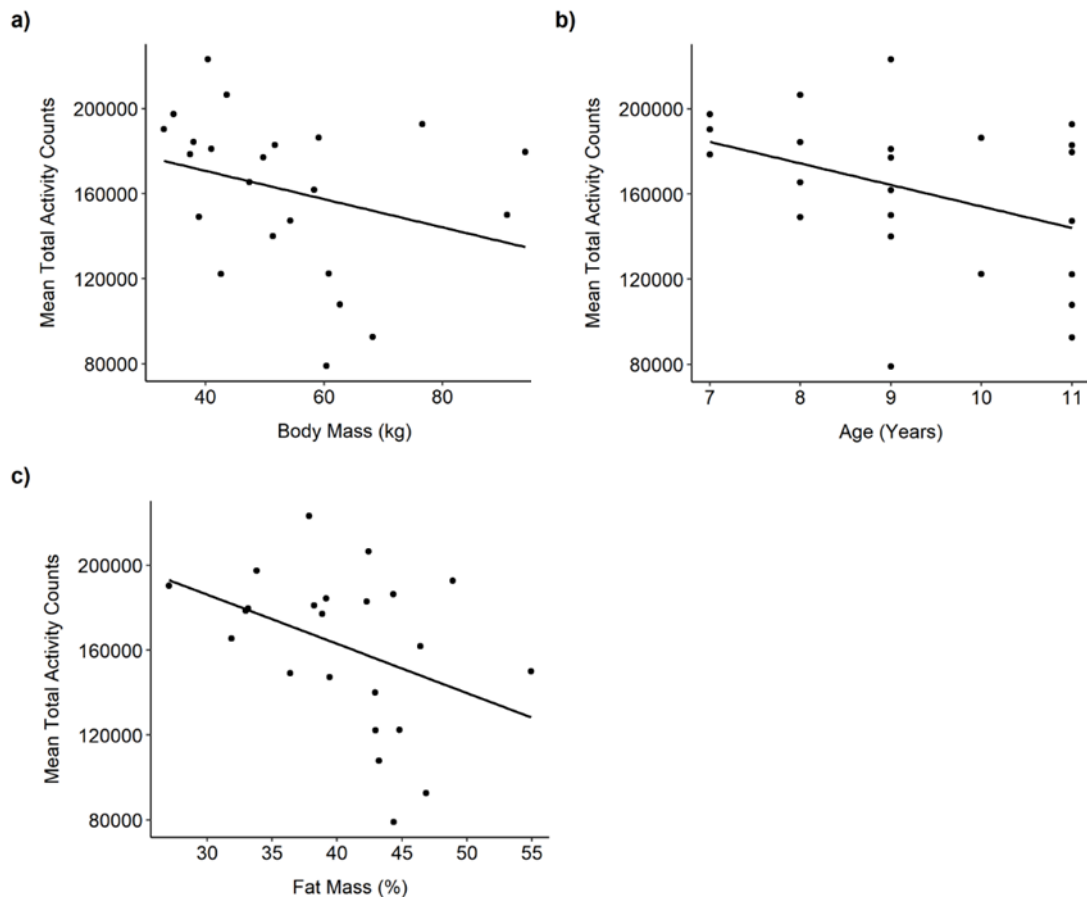 a)
200000
160000
120000
80000
Mean Total Activity Counts
40 60 80
Body Mass (kg)
b)
200000
160000
120000
80000
Mean Total Activity Counts
7 8 9 10 11
Age (Years)
c)
200000
160000
120000
80000
Mean Total Activity Counts
30 35 40 45 50 55
Fat Mass (%)